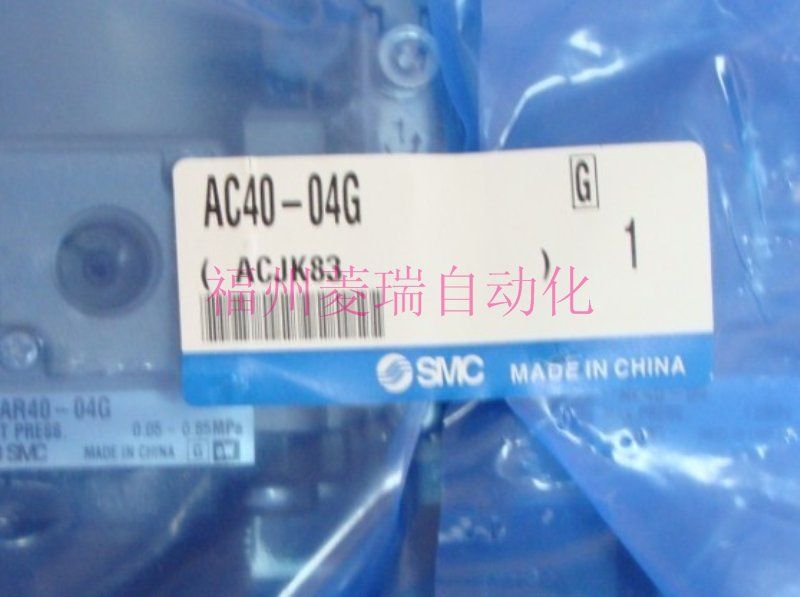 AC40-04G
G
( ACJK83 )
1
福州菱瑞自动化
SMC MADE IN CHINA
AR40-04G
T PRESS. 0.05-0.85MPa
SMC MADE IN CHINA G